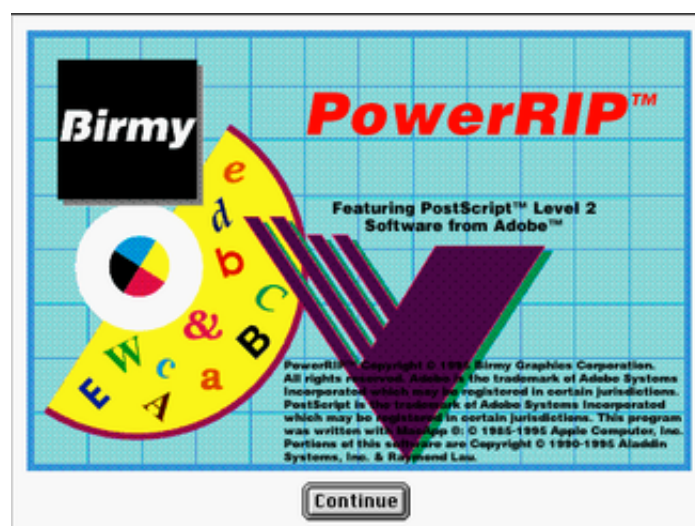 Birmy
PowerRIP™
Featuring PostScript™ Level 2
Software from Adobe™
e
d
b
C
&
B
W
c
a
A
E
PowerRIP™ Copyright © 1995 Birmy Graphics Corporation.
All rights reserved. Adobe is the trademark of Adobe Systems
Incorporated which may be registered in certain jurisdictions.
PostScript is the trademark of Adobe Systems Incorporated
which may be registered in certain jurisdictions. This program
was written with MacApp ®: © 1985-1995 Apple Computer, Inc.
Portions of this software are Copyright © 1990-1995 Aladdin
Systems, Inc. & Raymond Lau.
Continue